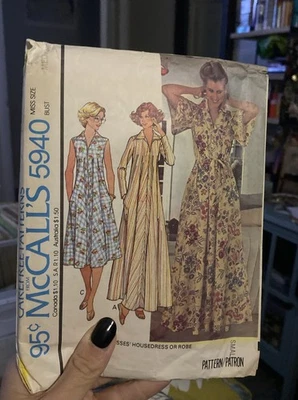 CAREFREE PATTERNS
95¢ McCALL'S 5940
MISS SIZE
BUST
Canada $1.10 S.A. R1.10 Australia $1.50
C
MISSES' HOUSEDRESS OR ROBE
SMALL
PATTERN/PATRON